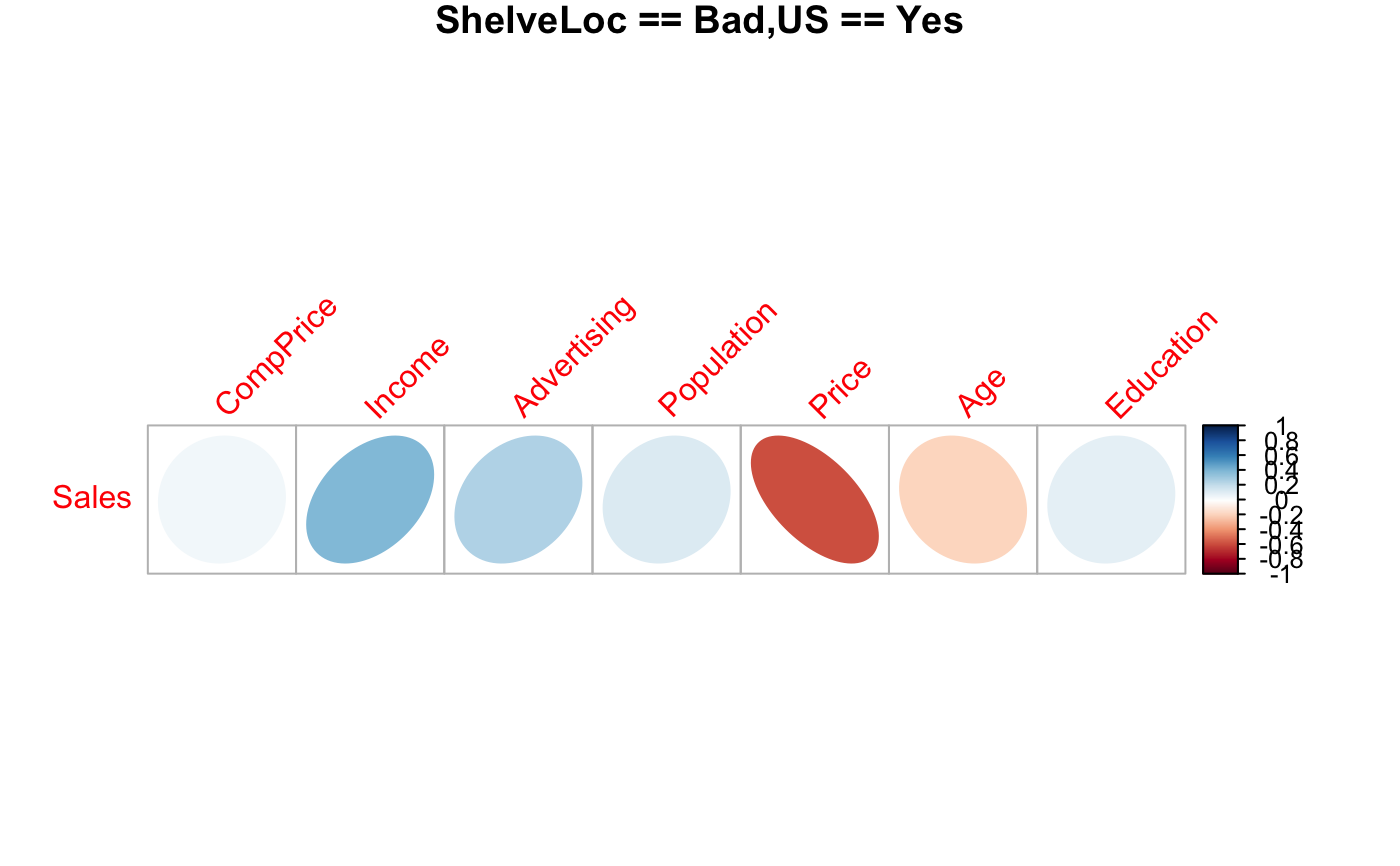 ShelveLoc == Bad,US == Yes
CompPrice
Income
Advertising
Population
Price
Age
Education
Sales
1
0.8
0.6
0.4
0.2
0
-0.2
-0.4
-0.6
-0.8
-1